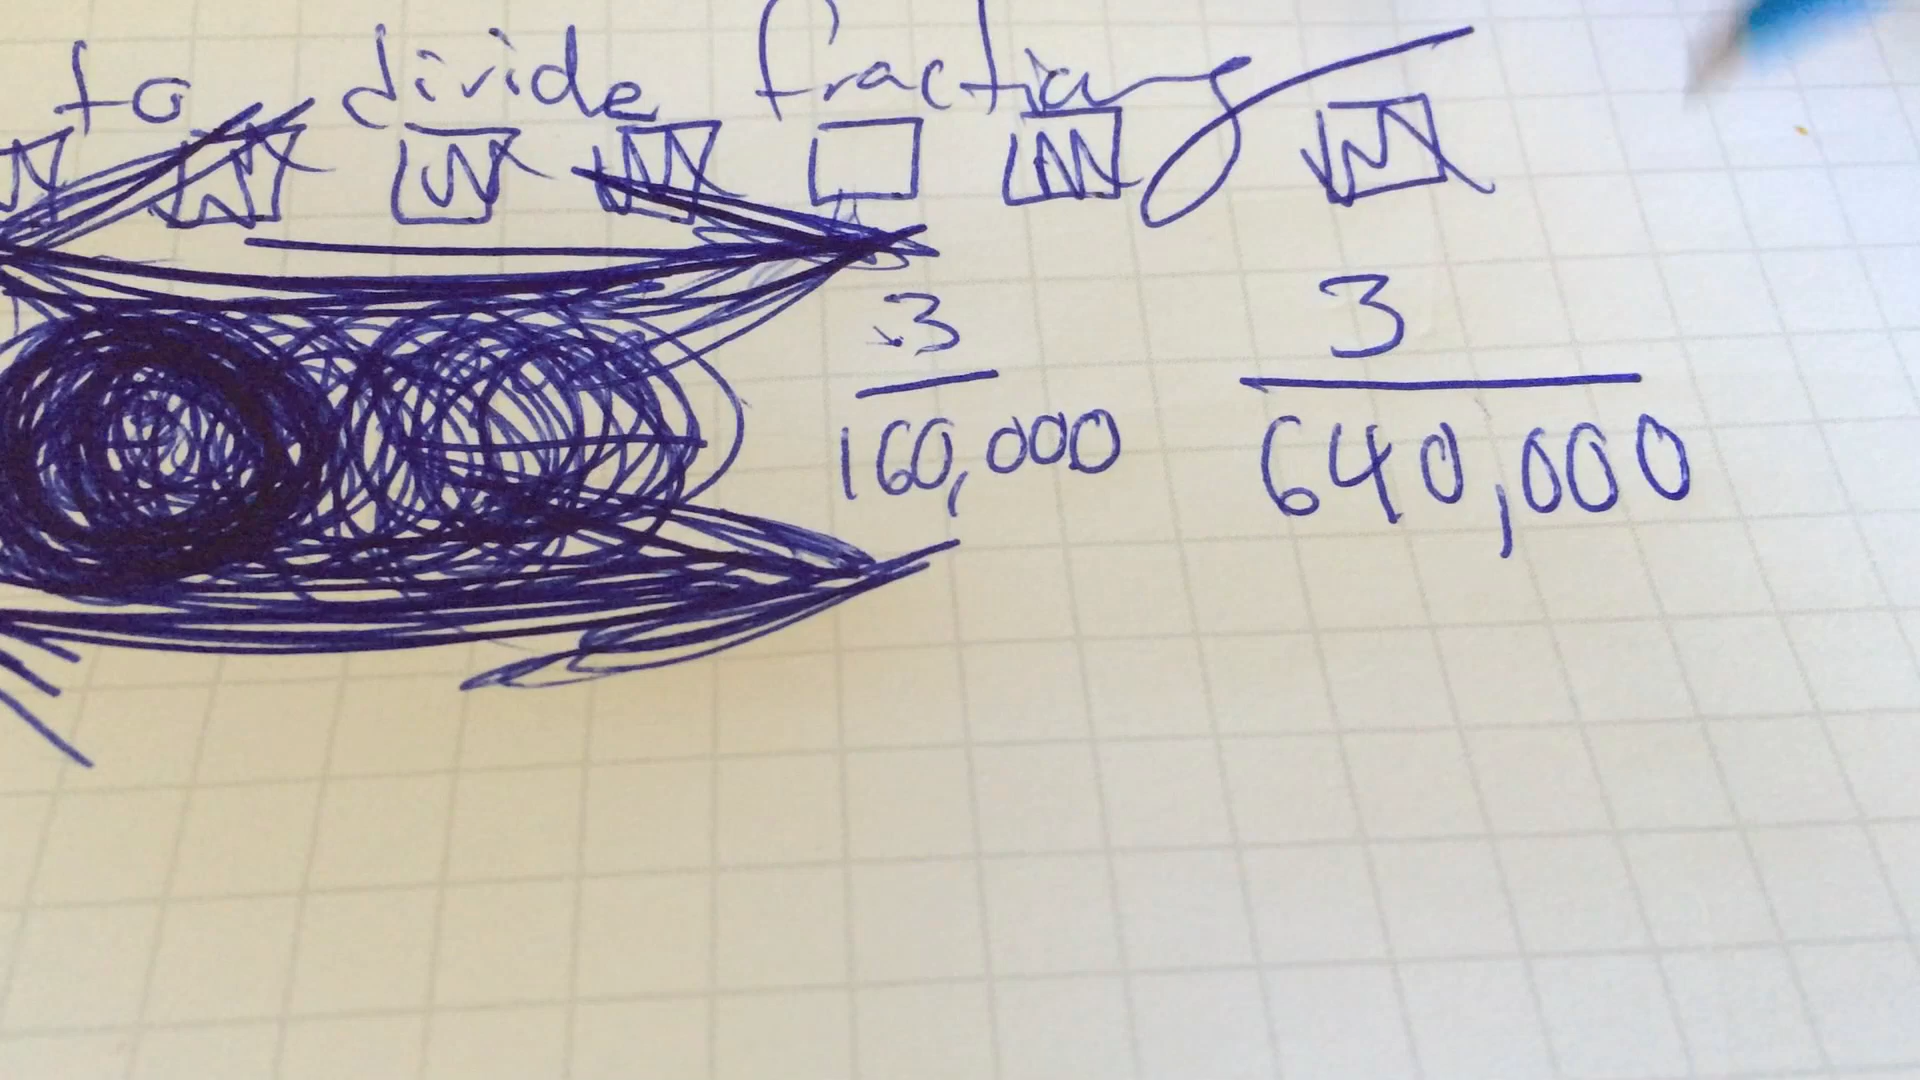 to divide fractions
3 3
160,000 640,000